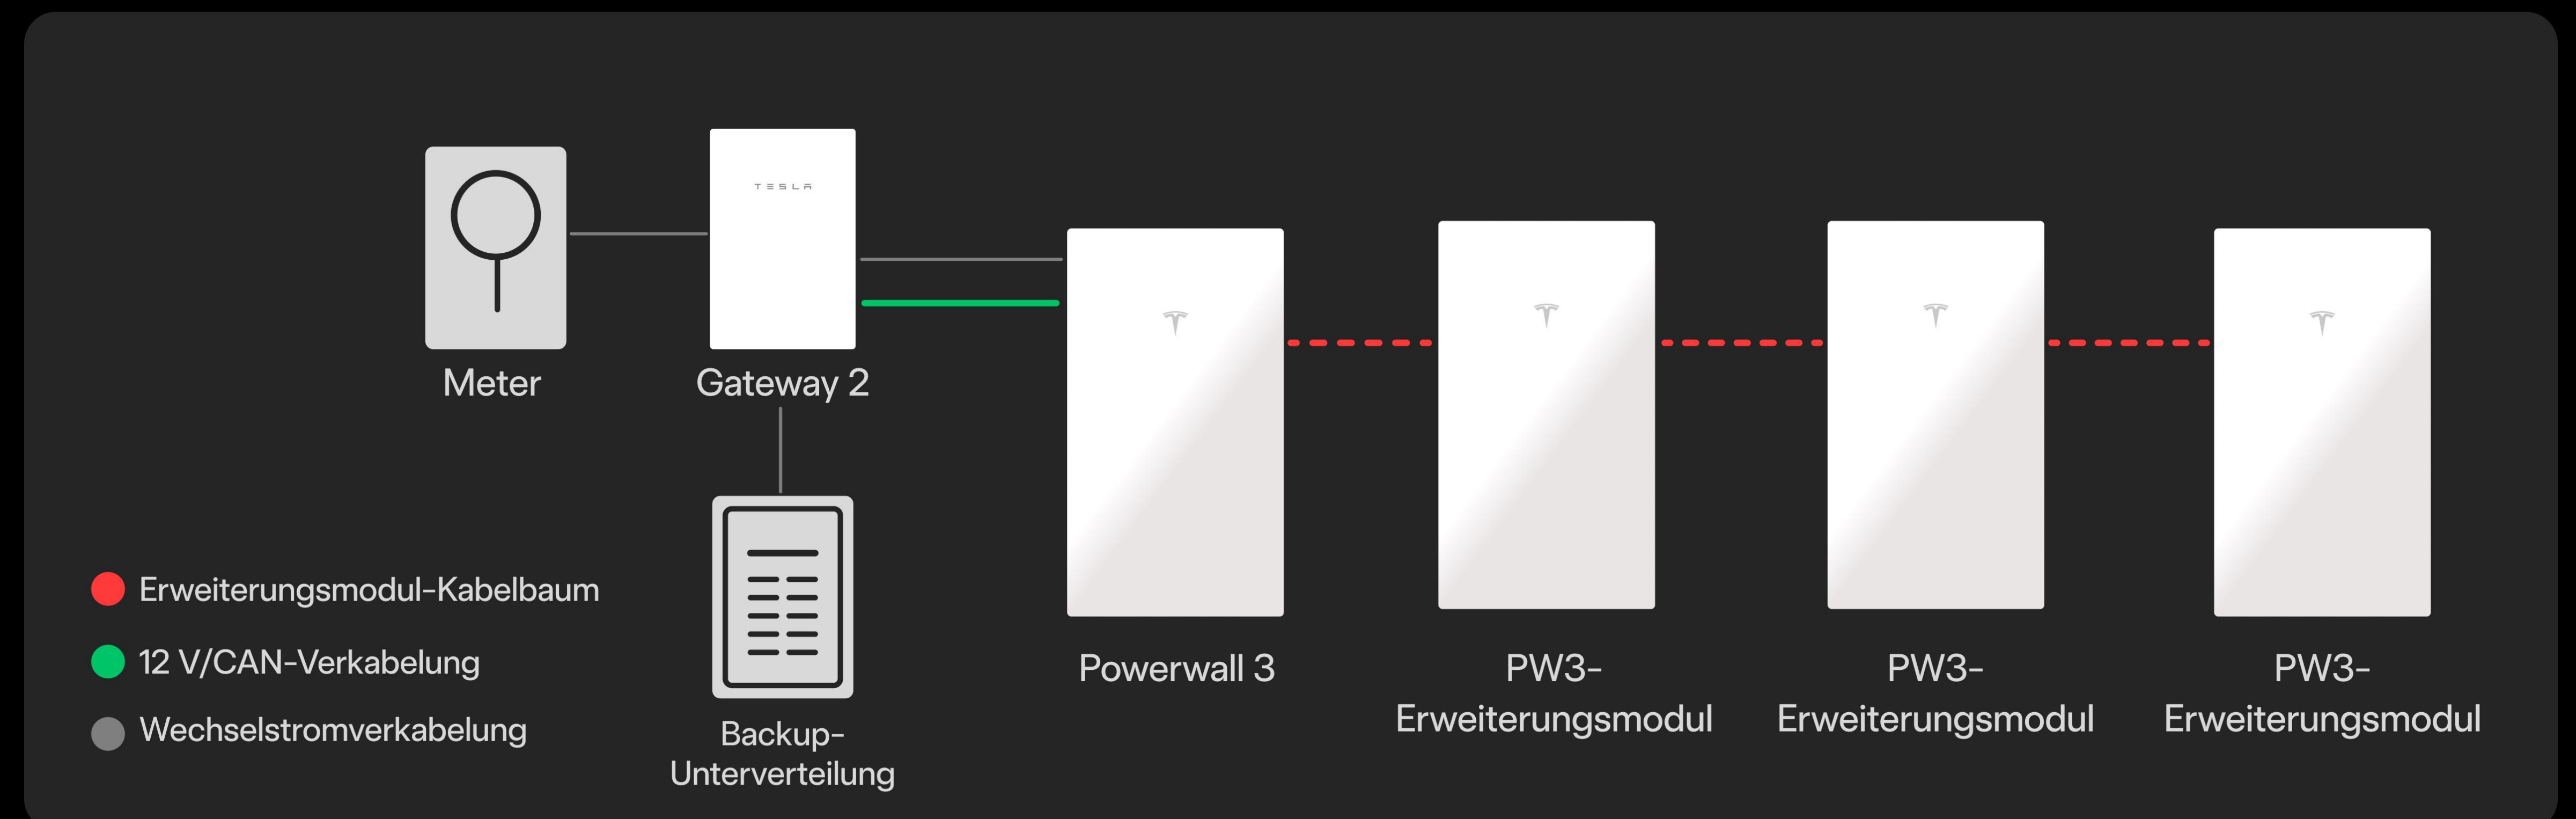 TESLA
Meter
Gateway 2
Powerwall 3
PW3-
Erweiterungsmodul
PW3-
Erweiterungsmodul
PW3-
Erweiterungsmodul
Backup-
Unterverteilung
Erweiterungsmodul-Kabelbaum
12 V/CAN-Verkabelung
Wechselstromverkabelung